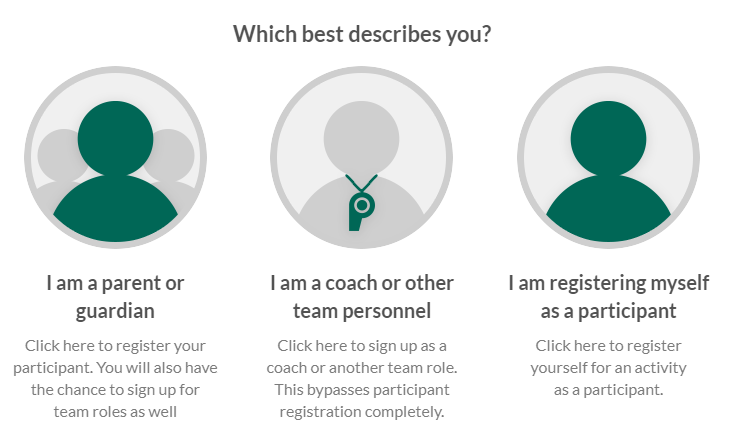 Which best describes you?
I am a parent or
guardian
Click here to register your
participant. You will also have
the chance to sign up for
team roles as well
I am a coach or other
team personnel
Click here to sign up as a
coach or another team role.
This bypasses participant
registration completely.
I am registering myself
as a participant
Click here to register
yourself for an activity
as a participant.